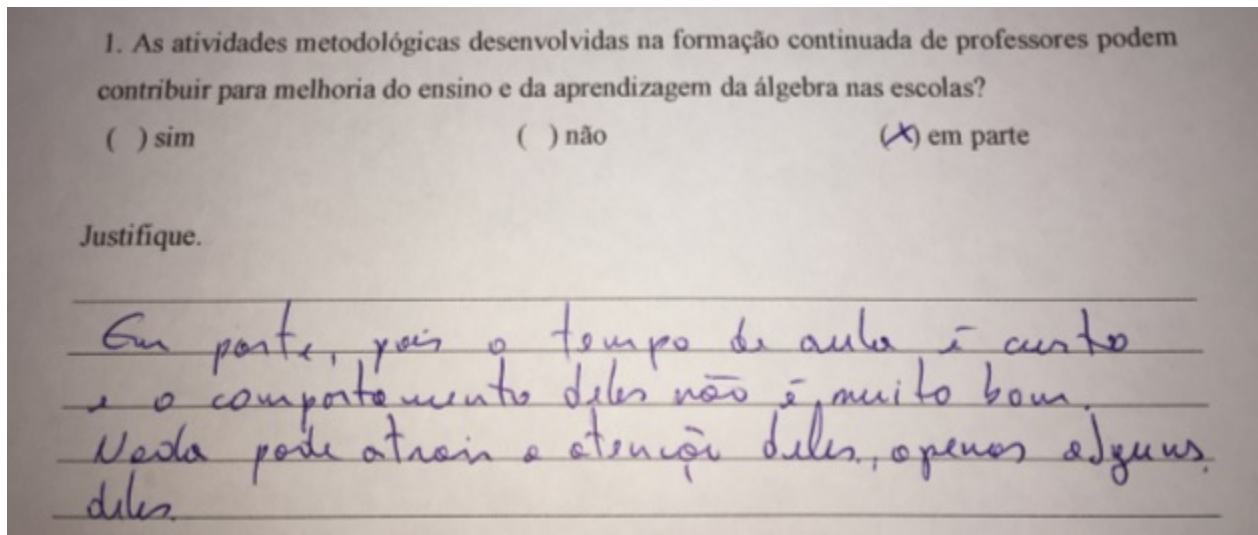 1. As atividades metodológicas desenvolvidas na formação continuada de professores podem
contribuir para melhoria do ensino e da aprendizagem da álgebra nas escolas?
( ) sim ( ) não (X) em parte
Justifique.
Em parte, pois o tempo de aula é curto
e o comportamento deles não é muito bom.
Nada pode atrair a atenção deles, apenas alguns
deles.